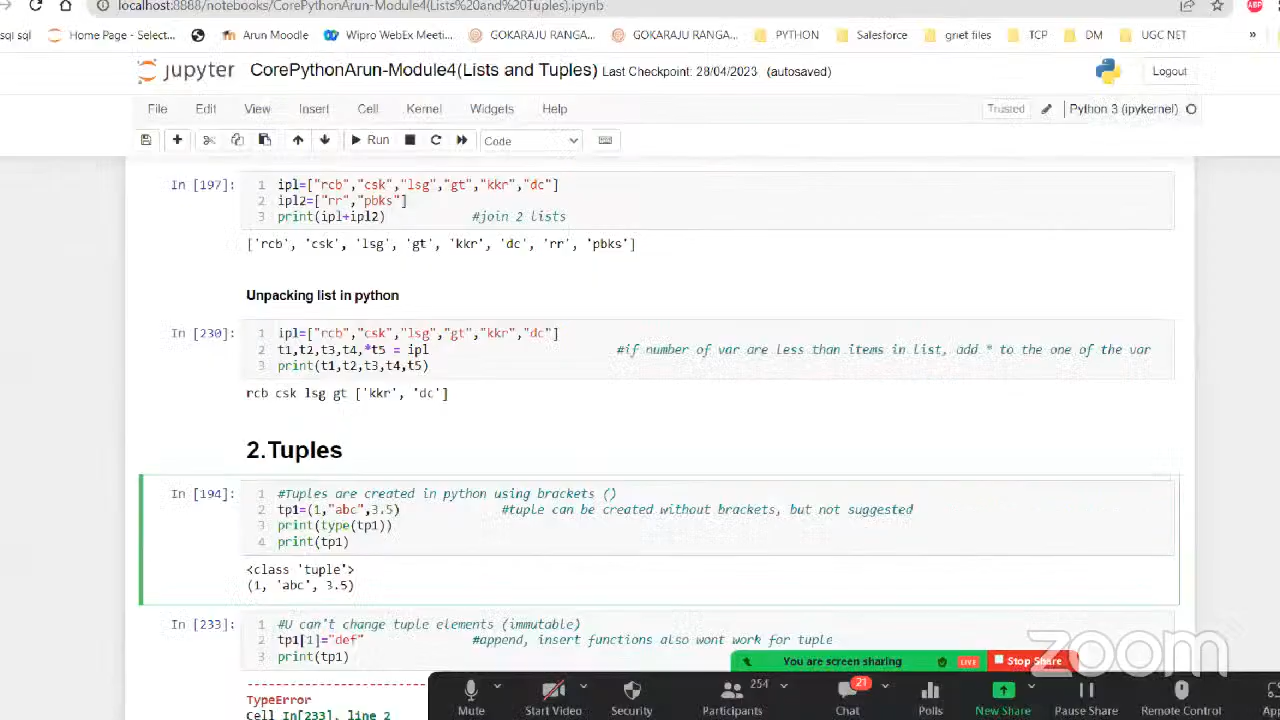 localhost:8888/notebooks/CorePythonArun-Module4(Lists%20and%20Tuples).ipynb
sql sql Home Page - Select... Arun Moodle Wipro WebEx Meeti... GOKARAJU RANGA... GOKARAJU RANGA... PYTHON Salesforce griet files TCP DM UGC NET »
jupyter CorePythonArun-Module4(Lists and Tuples) Last Checkpoint: 28/04/2023 (autosaved) Logout
File Edit View Insert Cell Kernel Widgets Help Trusted Python 3 (ipykernel)
Run Code
In [197]: 1 ipl=["rcb","csk","lsg","gt","kkr","dc"]
2 ipl2=["rr","pbks"]
3 print(ipl+ipl2) #join 2 lists
['rcb', 'csk', 'lsg', 'gt', 'kkr', 'dc', 'rr', 'pbks']
Unpacking list in python
In [230]: 1 ipl=["rcb","csk","lsg","gt","kkr","dc"]
2 t1,t2,t3,t4,*t5 = ipl #if number of var are less than items in list, add * to the one of the var
3 print(t1,t2,t3,t4,t5)
rcb csk lsg gt ['kkr', 'dc']
2.Tuples
In [194]: 1 #Tuples are created in python using brackets ()
2 tp1=(1,"abc",3.5) #tuple can be created without brackets, but not suggested
3 print(type(tp1))
4 print(tp1)
<class 'tuple'>
(1, 'abc', 3.5)
In [233]: 1 #U can't change tuple elements (immutable)
2 tp1[1]="def" #append, insert functions also wont work for tuple
3 print(tp1)
zoom
You are screen sharing LIVE Stop Share
TypeError
Cell In[233], line 2
254 21
Mute Start Video Security Participants Chat Polls New Share Pause Share Remote Control